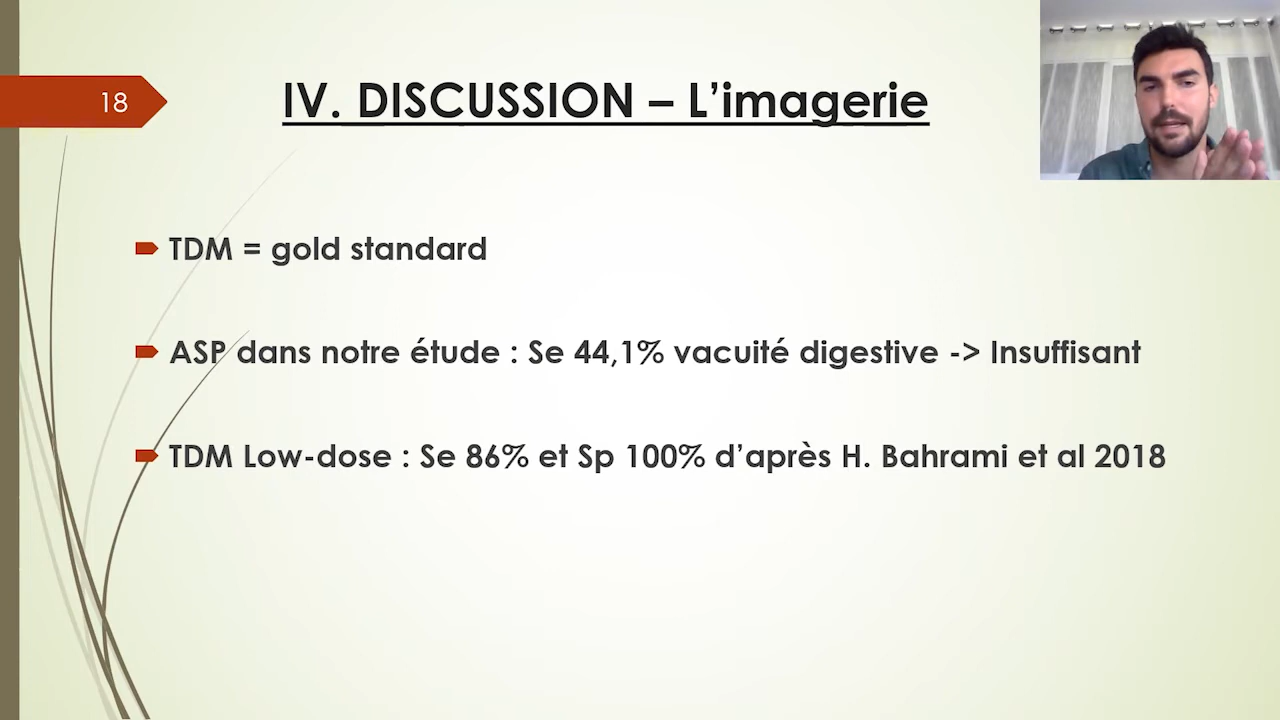 18
IV. DISCUSSION – L’imagerie
TDM = gold standard
ASP dans notre étude : Se 44,1% vacuité digestive -> Insuffisant
TDM Low-dose : Se 86% et Sp 100% d’après H. Bahrami et al 2018